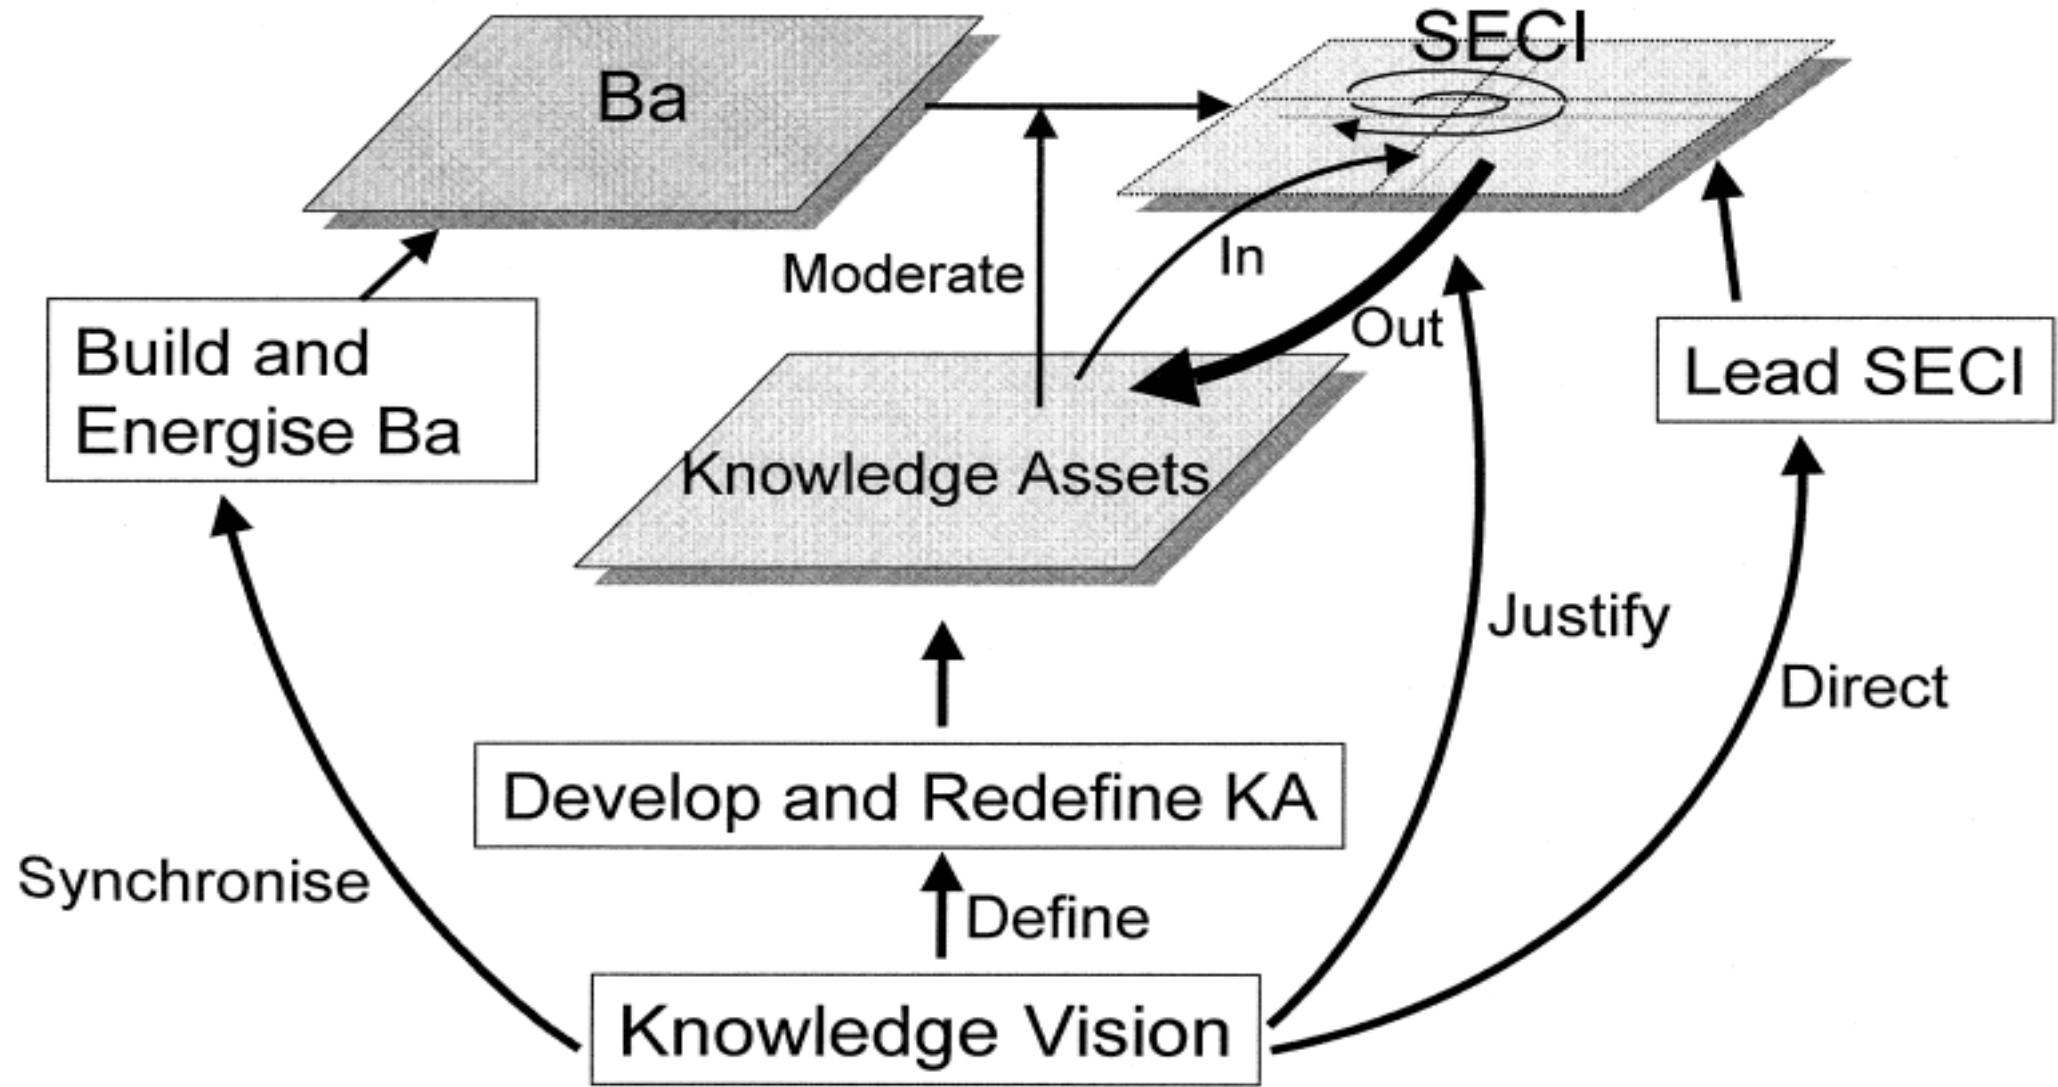 SECI
Ba
In
Moderate
Out
Build and
Energise Ba
Lead SECI
Knowledge Assets
Justify
Direct
Develop and Redefine KA
Synchronise
Define
Knowledge Vision